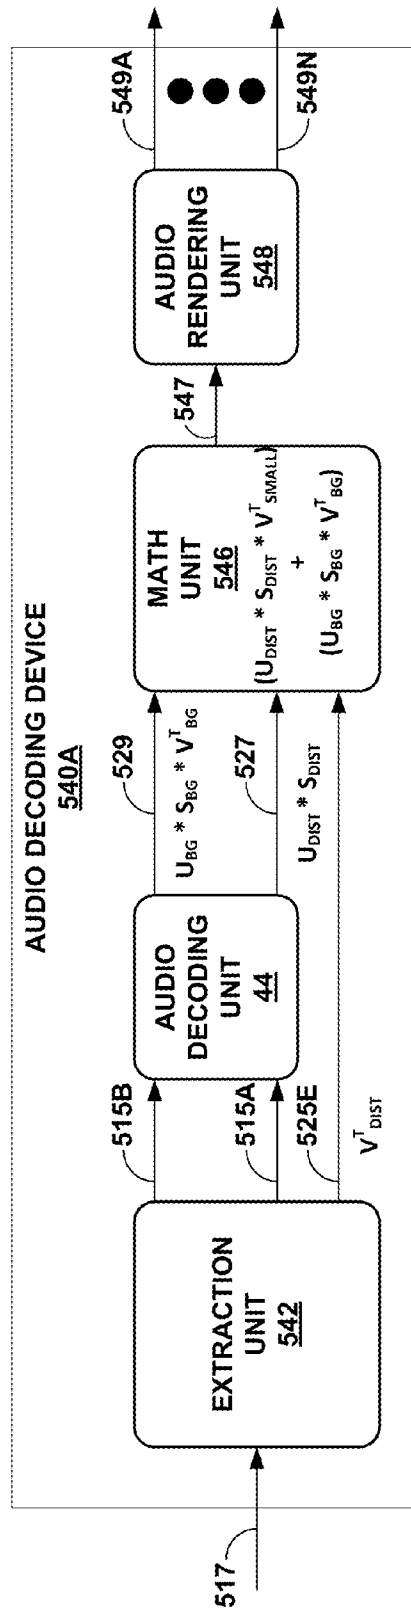 AUDIO DECODING DEVICE
540A
517
EXTRACTION
UNIT
542
515B
515A
525E
V^T_DIST
AUDIO
DECODING
UNIT
44
529
U_BG * S_BG * V^T_BG
527
U_DIST * S_DIST
MATH
UNIT
546
(U_DIST * S_DIST * V^T_SMALL)
+
(U_BG * S_BG * V^T_BG)
547
AUDIO
RENDERING
UNIT
548
549A
549N